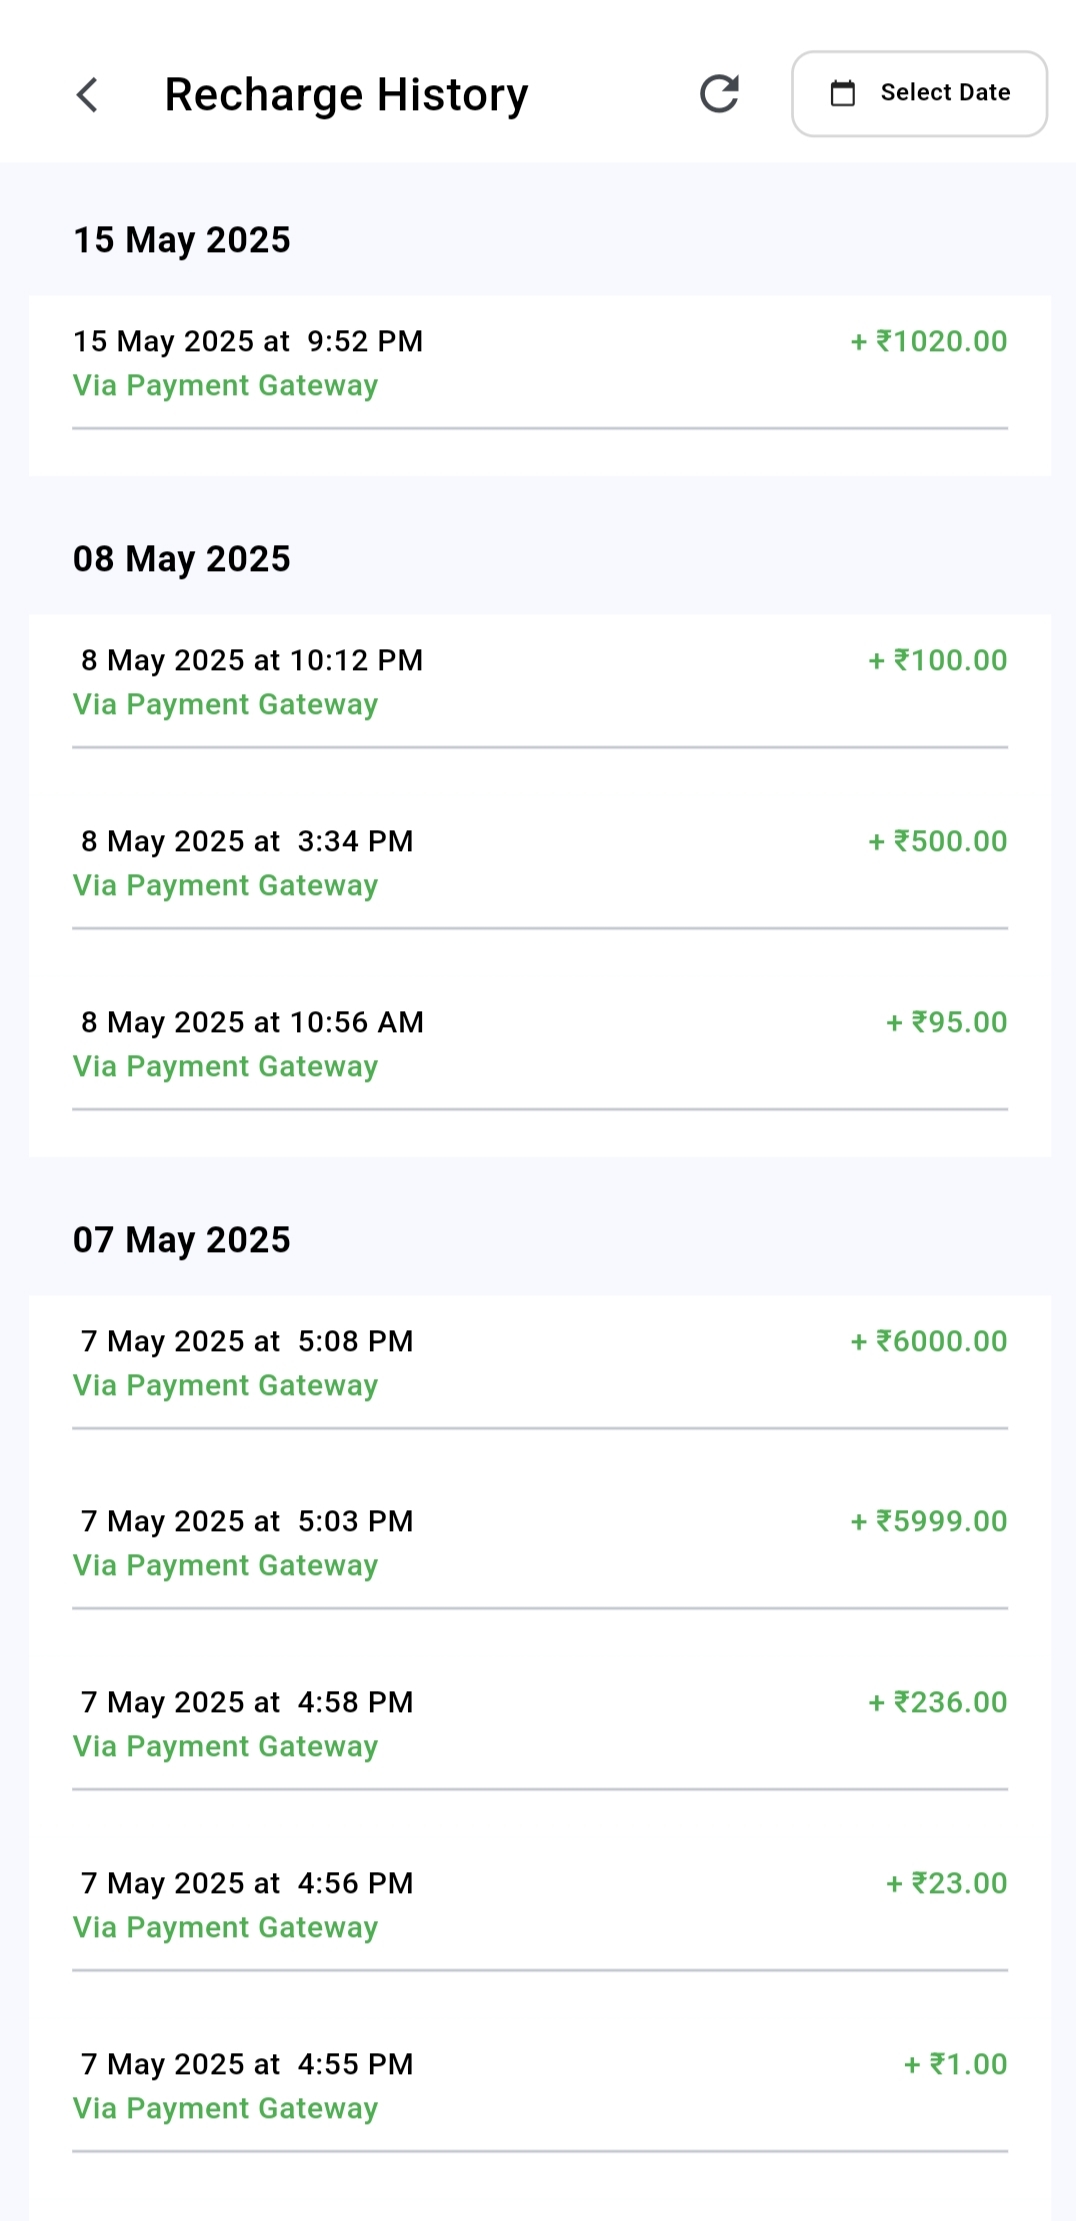 Recharge History
Select Date
15 May 2025
15 May 2025 at  9:52 PM
+ ₹1020.00
Via Payment Gateway
08 May 2025
8 May 2025 at 10:12 PM
+ ₹100.00
Via Payment Gateway
8 May 2025 at  3:34 PM
+ ₹500.00
Via Payment Gateway
8 May 2025 at 10:56 AM
+ ₹95.00
Via Payment Gateway
07 May 2025
7 May 2025 at  5:08 PM
+ ₹6000.00
Via Payment Gateway
7 May 2025 at  5:03 PM
+ ₹5999.00
Via Payment Gateway
7 May 2025 at  4:58 PM
+ ₹236.00
Via Payment Gateway
7 May 2025 at  4:56 PM
+ ₹23.00
Via Payment Gateway
7 May 2025 at  4:55 PM
+ ₹1.00
Via Payment Gateway